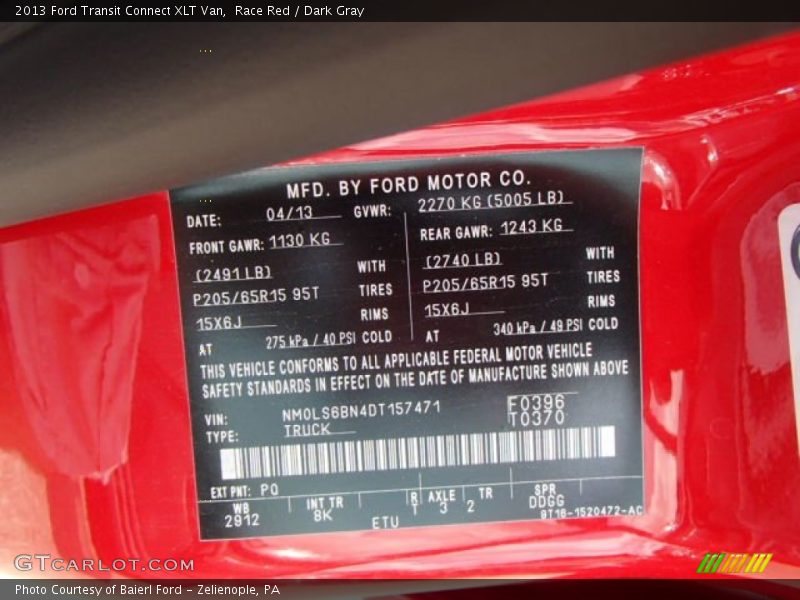 2013 Ford Transit Connect XLT Van,  Race Red / Dark Gray
MFD. BY FORD MOTOR CO.
DATE: 04/13 GVWR: 2270 KG (5005 LB)
FRONT GAWR: 1130 KG REAR GAWR: 1243 KG
(2491 LB) WITH (2740 LB) WITH
P205/65R15 95T TIRES P205/65R15 95T TIRES
15X6J RIMS 15X6J RIMS
AT 275 kPa / 40 PSI COLD AT 340 kPa / 49 PSI COLD
THIS VEHICLE CONFORMS TO ALL APPLICABLE FEDERAL MOTOR VEHICLE
SAFETY STANDARDS IN EFFECT ON THE DATE OF MANUFACTURE SHOWN ABOVE
VIN: NM0LS6BN4DT157471 F0396
TYPE: TRUCK T0370
EXT PNT: PQ
WB INT TR R AXLE TR SPR
2912 8K 1 3 2 DDGG
ETU 9T16-1520472-AC
GTCARLOT.COM
Photo Courtesy of Baierl Ford - Zelienople, PA